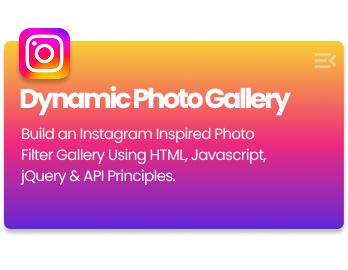 Dynamic Photo Gallery
Build an Instagram Inspired Photo
Filter Gallery Using HTML, Javascript,
jQuery & API Principles.